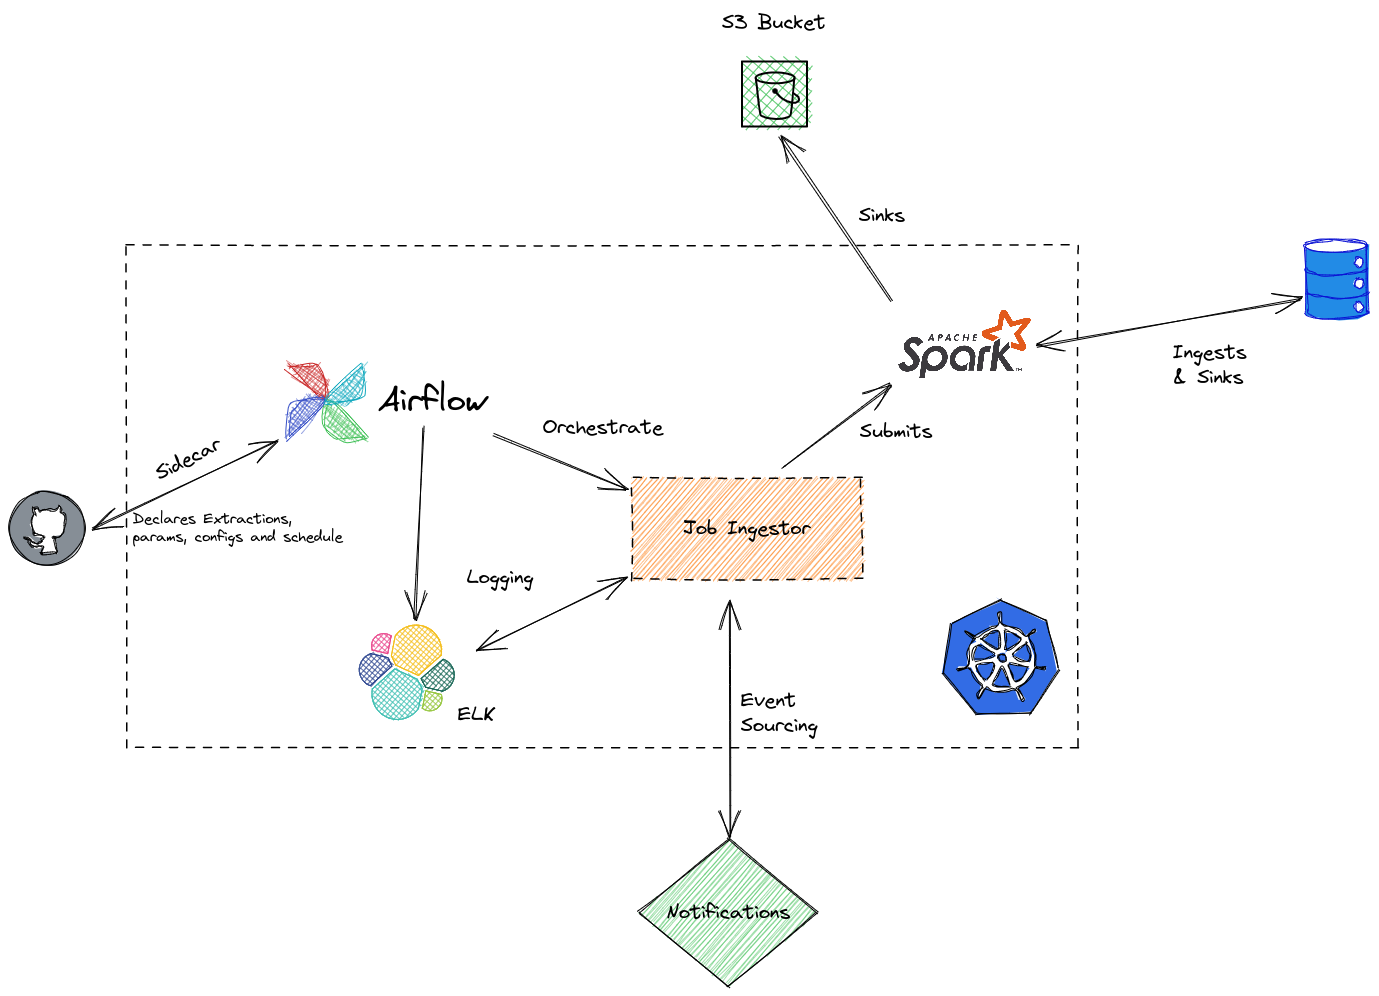 S3 Bucket
Sinks
APACHE
Spark
TM
Ingests
& Sinks
Airflow
Orchestrate
Submits
Sidecar
Declares Extractions,
params, configs and schedule
Job Ingestor
Logging
ELK
Event
Sourcing
Notifications